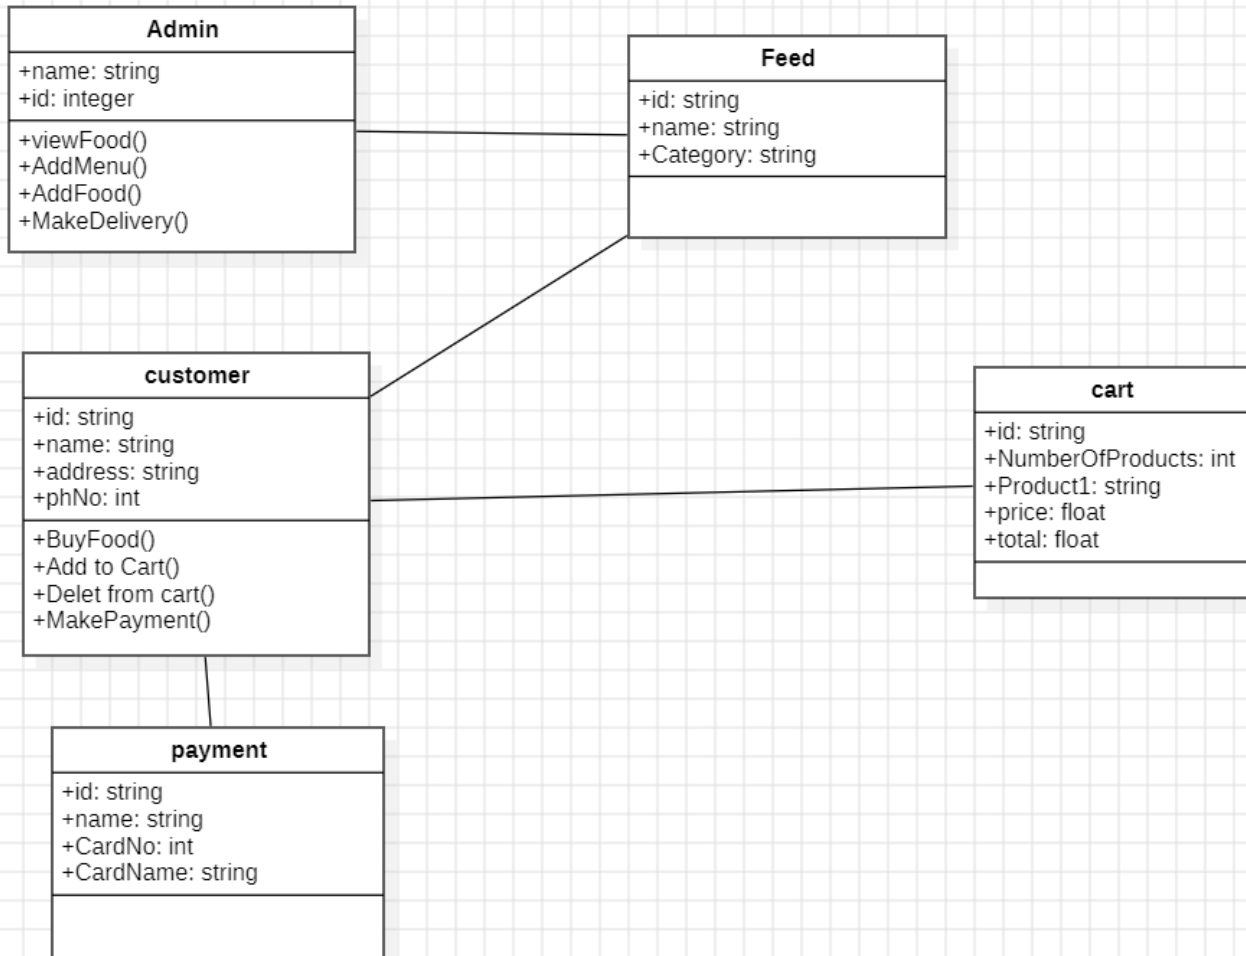 Admin
+name: string
+id: integer
+viewFood()
+AddMenu()
+AddFood()
+MakeDelivery()
Feed
+id: string
+name: string
+Category: string
customer
+id: string
+name: string
+address: string
+phNo: int
+BuyFood()
+Add to Cart()
+Delet from cart()
+MakePayment()
cart
+id: string
+NumberOfProducts: int
+Product1: string
+price: float
+total: float
payment
+id: string
+name: string
+CardNo: int
+CardName: string